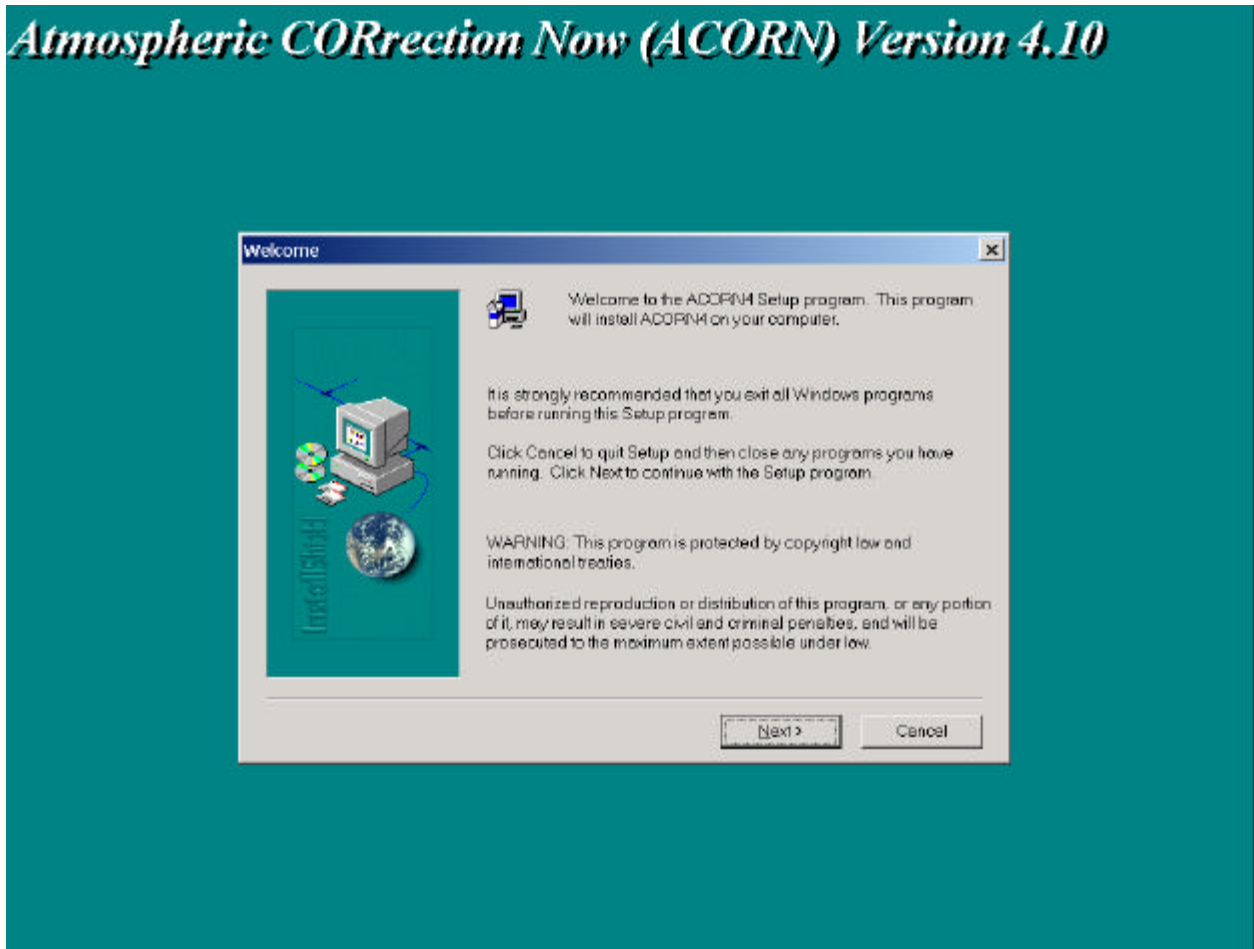 Atmospheric CORrection Now (ACORN) Version 4.10
Welcome
Welcome to the ACORN4 Setup program. This program
will install ACORN4 on your computer.
It is strongly recommended that you exit all Windows programs
before running this Setup program.
Click Cancel to quit Setup and then close any programs you have
running. Click Next to continue with the Setup program.
WARNING: This program is protected by copyright law and
international treaties.
Unauthorized reproduction or distribution of this program, or any portion
of it, may result in severe civil and criminal penalties, and will be
prosecuted to the maximum extent possible under law.
InstallShield
Next >
Cancel